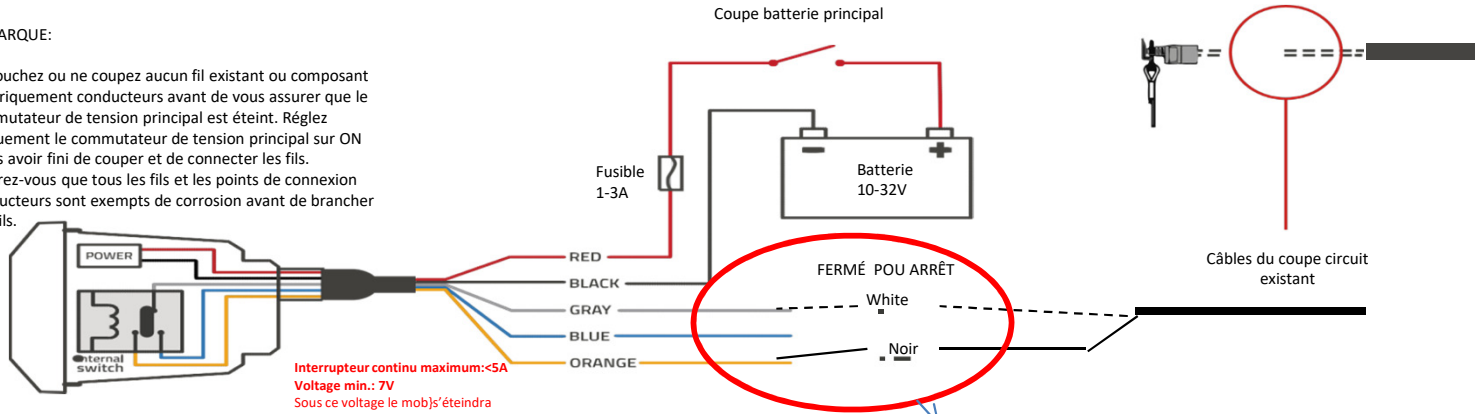 Coupe batterie principal
ARQUE:
ouchez ou ne coupez aucun fil existant ou composant
riquement conducteurs avant de vous assurer que le
mutateur de tension principal est éteint. Réglez
uement le commutateur de tension principal sur ON
s avoir fini de couper et de connecter les fils.
rez-vous que tous les fils et les points de connexion
ducteurs sont exempts de corrosion avant de brancher
ils.
Fusible
1-3A
Batterie
10-32V
POWER
nternal
switch
RED
BLACK
GRAY
BLUE
ORANGE
FERMÉ POU ARRÊT
White
Noir
Câbles du coupe circuit
existant
Interrupteur continu maximum:<5A
Voltage min.: 7V
Sous ce voltage le mob}s’éteindra